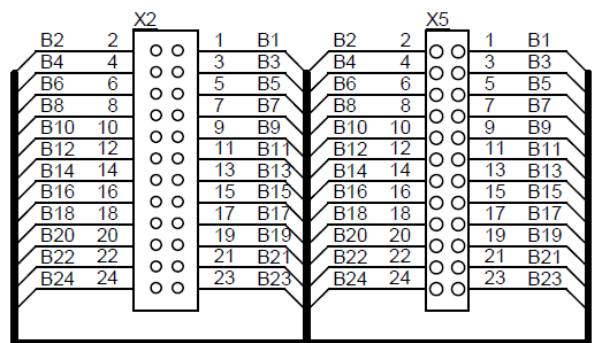 X2 X5
B2 2 1 B1 B2 2 1 B1
B4 4 3 B3 B4 4 3 B3
B6 6 5 B5 B6 6 5 B5
B8 8 7 B7 B8 8 7 B7
B10 10 9 B9 B10 10 9 B9
B12 12 11 B11 B12 12 11 B11
B14 14 13 B13 B14 14 13 B13
B16 16 15 B15 B16 16 15 B15
B18 18 17 B17 B18 18 17 B17
B20 20 19 B19 B20 20 19 B19
B22 22 21 B21 B22 22 21 B21
B24 24 23 B23 B24 24 23 B23